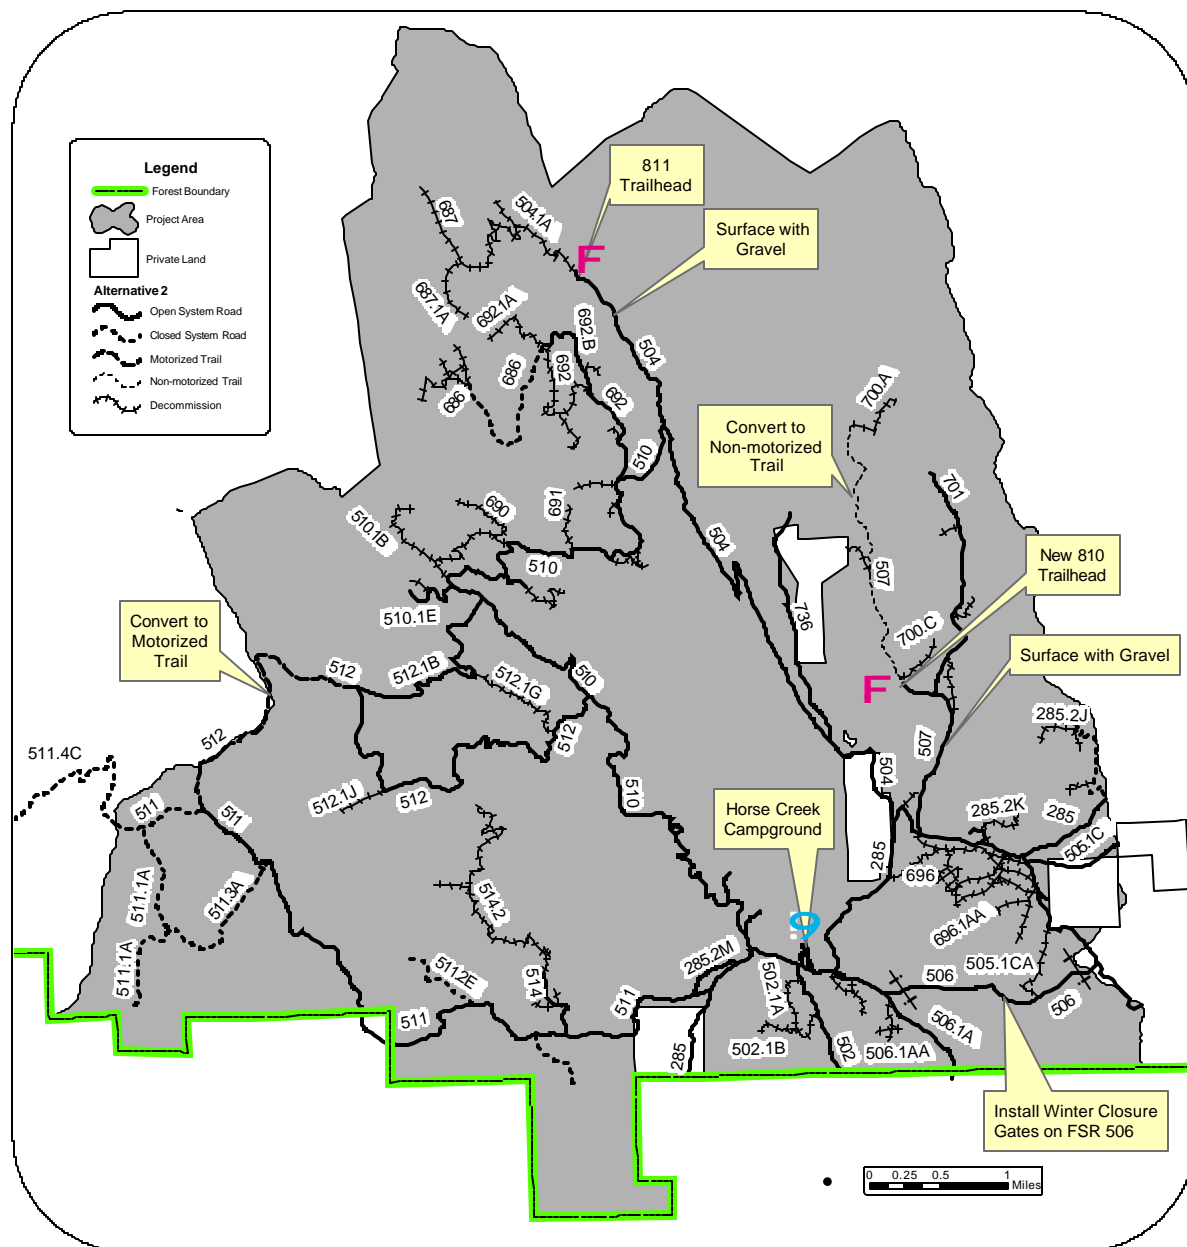 811
Trailhead
Surface with
Gravel
Legend
Forest Boundary
Project Area
Private Land
Alternative 2
Open System Road
Closed System Road
Motorized Trail
Non-motorized Trail
Decommission
687
504.1A
687.1A
692.1A
692.B
504
686
692
686
692
510
700.A
Convert to
Non-motorized
Trail
701
690
691
510.1B
504
510
507
New 810
Trailhead
736
510.1E
700.C
Convert to
Motorized
Trail
Surface with Gravel
512
512.1B
512.1G
510
F
F
285.2J
512
512
507
511.4C
504
510
512.1J
512
511
511
Horse Creek
Campground
285.2K
285
505.1C
285
696
511.1A
511.3A
514.2
696.1AA
9
511.1A
5112E
514
285.2M
502.1A
505.1CA
506
506
511
511
506.1A
502.1B
502
506.1AA
285
Install Winter Closure
Gates on FSR 506
0 0.25 0.5 1
Miles